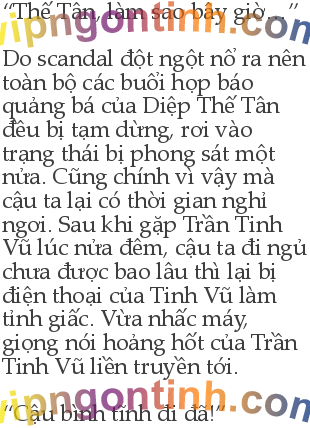 “Thế Tân, làm sao bây giờ…”
vipngontinh.com
Do scandal đột ngột nổ ra nên
toàn bộ các buổi họp báo
quảng bá của Diệp Thế Tân
đều bị tạm dừng, rơi vào
trạng thái bị phong sát một
nửa. Cũng chính vì vậy mà
cậu ta lại có thời gian nghỉ
ngơi. Sau khi gặp Trần Tinh
Vũ lúc nửa đêm, cậu ta đi ngủ
chưa được bao lâu thì lại bị
điện thoại của Tinh Vũ làm
tỉnh giấc. Vừa nhấc máy,
giọng nói hoảng hốt của Trần
Tinh Vũ liền truyền tới.
vipngontinh.com
“Cậu bình tĩnh đi đã!”